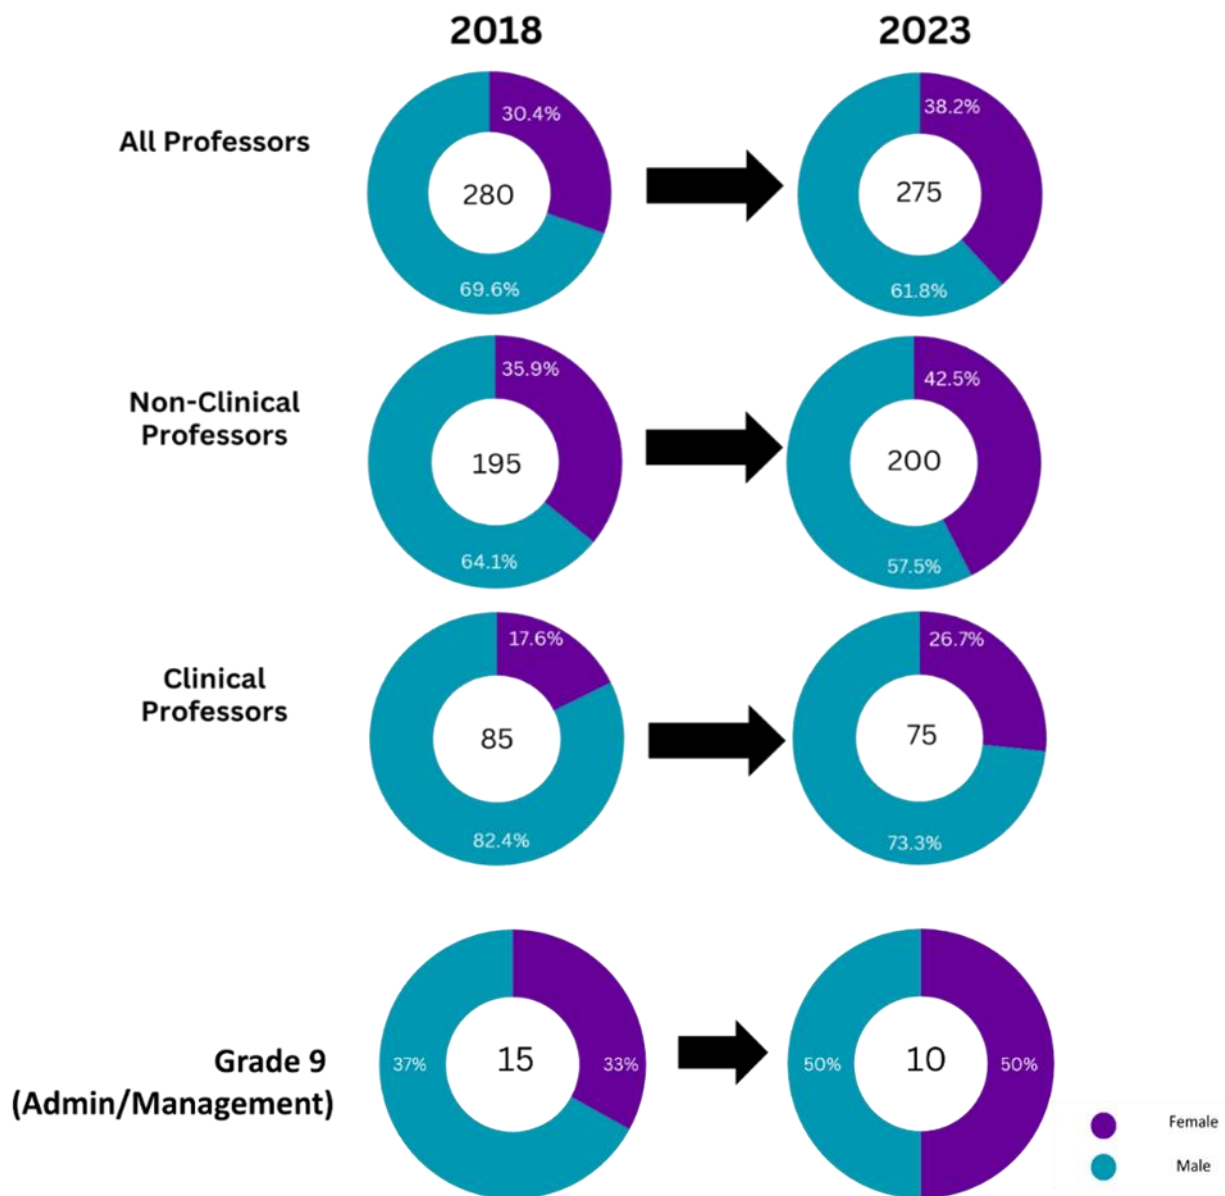 2018
2023
All Professors
30.4%
280
69.6%
38.2%
275
61.8%
Non-Clinical
Professors
35.9%
195
64.1%
42.5%
200
57.5%
Clinical
Professors
17.6%
85
82.4%
26.7%
75
73.3%
Grade 9
(Admin/Management)
37%
15
33%
50%
10
50%
Female
Male